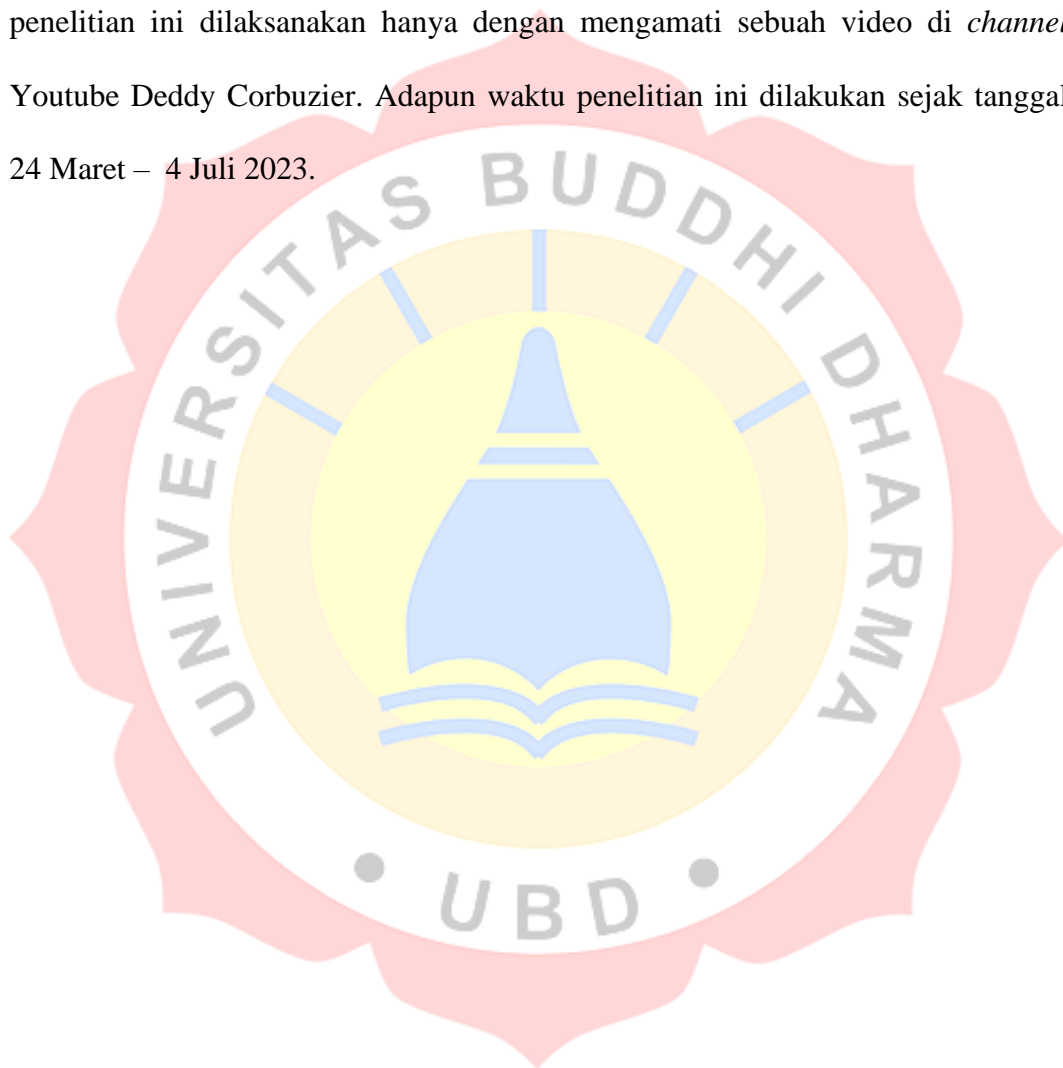 penelitian ini dilaksanakan hanya dengan mengamati sebuah video di channel
Youtube Deddy Corbuzier. Adapun waktu penelitian ini dilakukan sejak tanggal
24 Maret – 4 Juli 2023.
UNIVERSITAS BUDDHI DHARMA
• UBD •